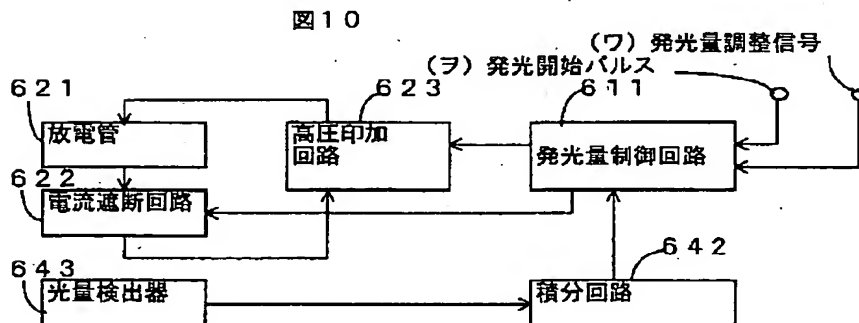 図１０
（ワ）発光量調整信号
（ヲ）発光開始パルス
６２１
６２３
６１１
放電管
高圧印加
回路
発光量制御回路
６２２
電流遮断回路
６４２
６４３
光量検出器
積分回路